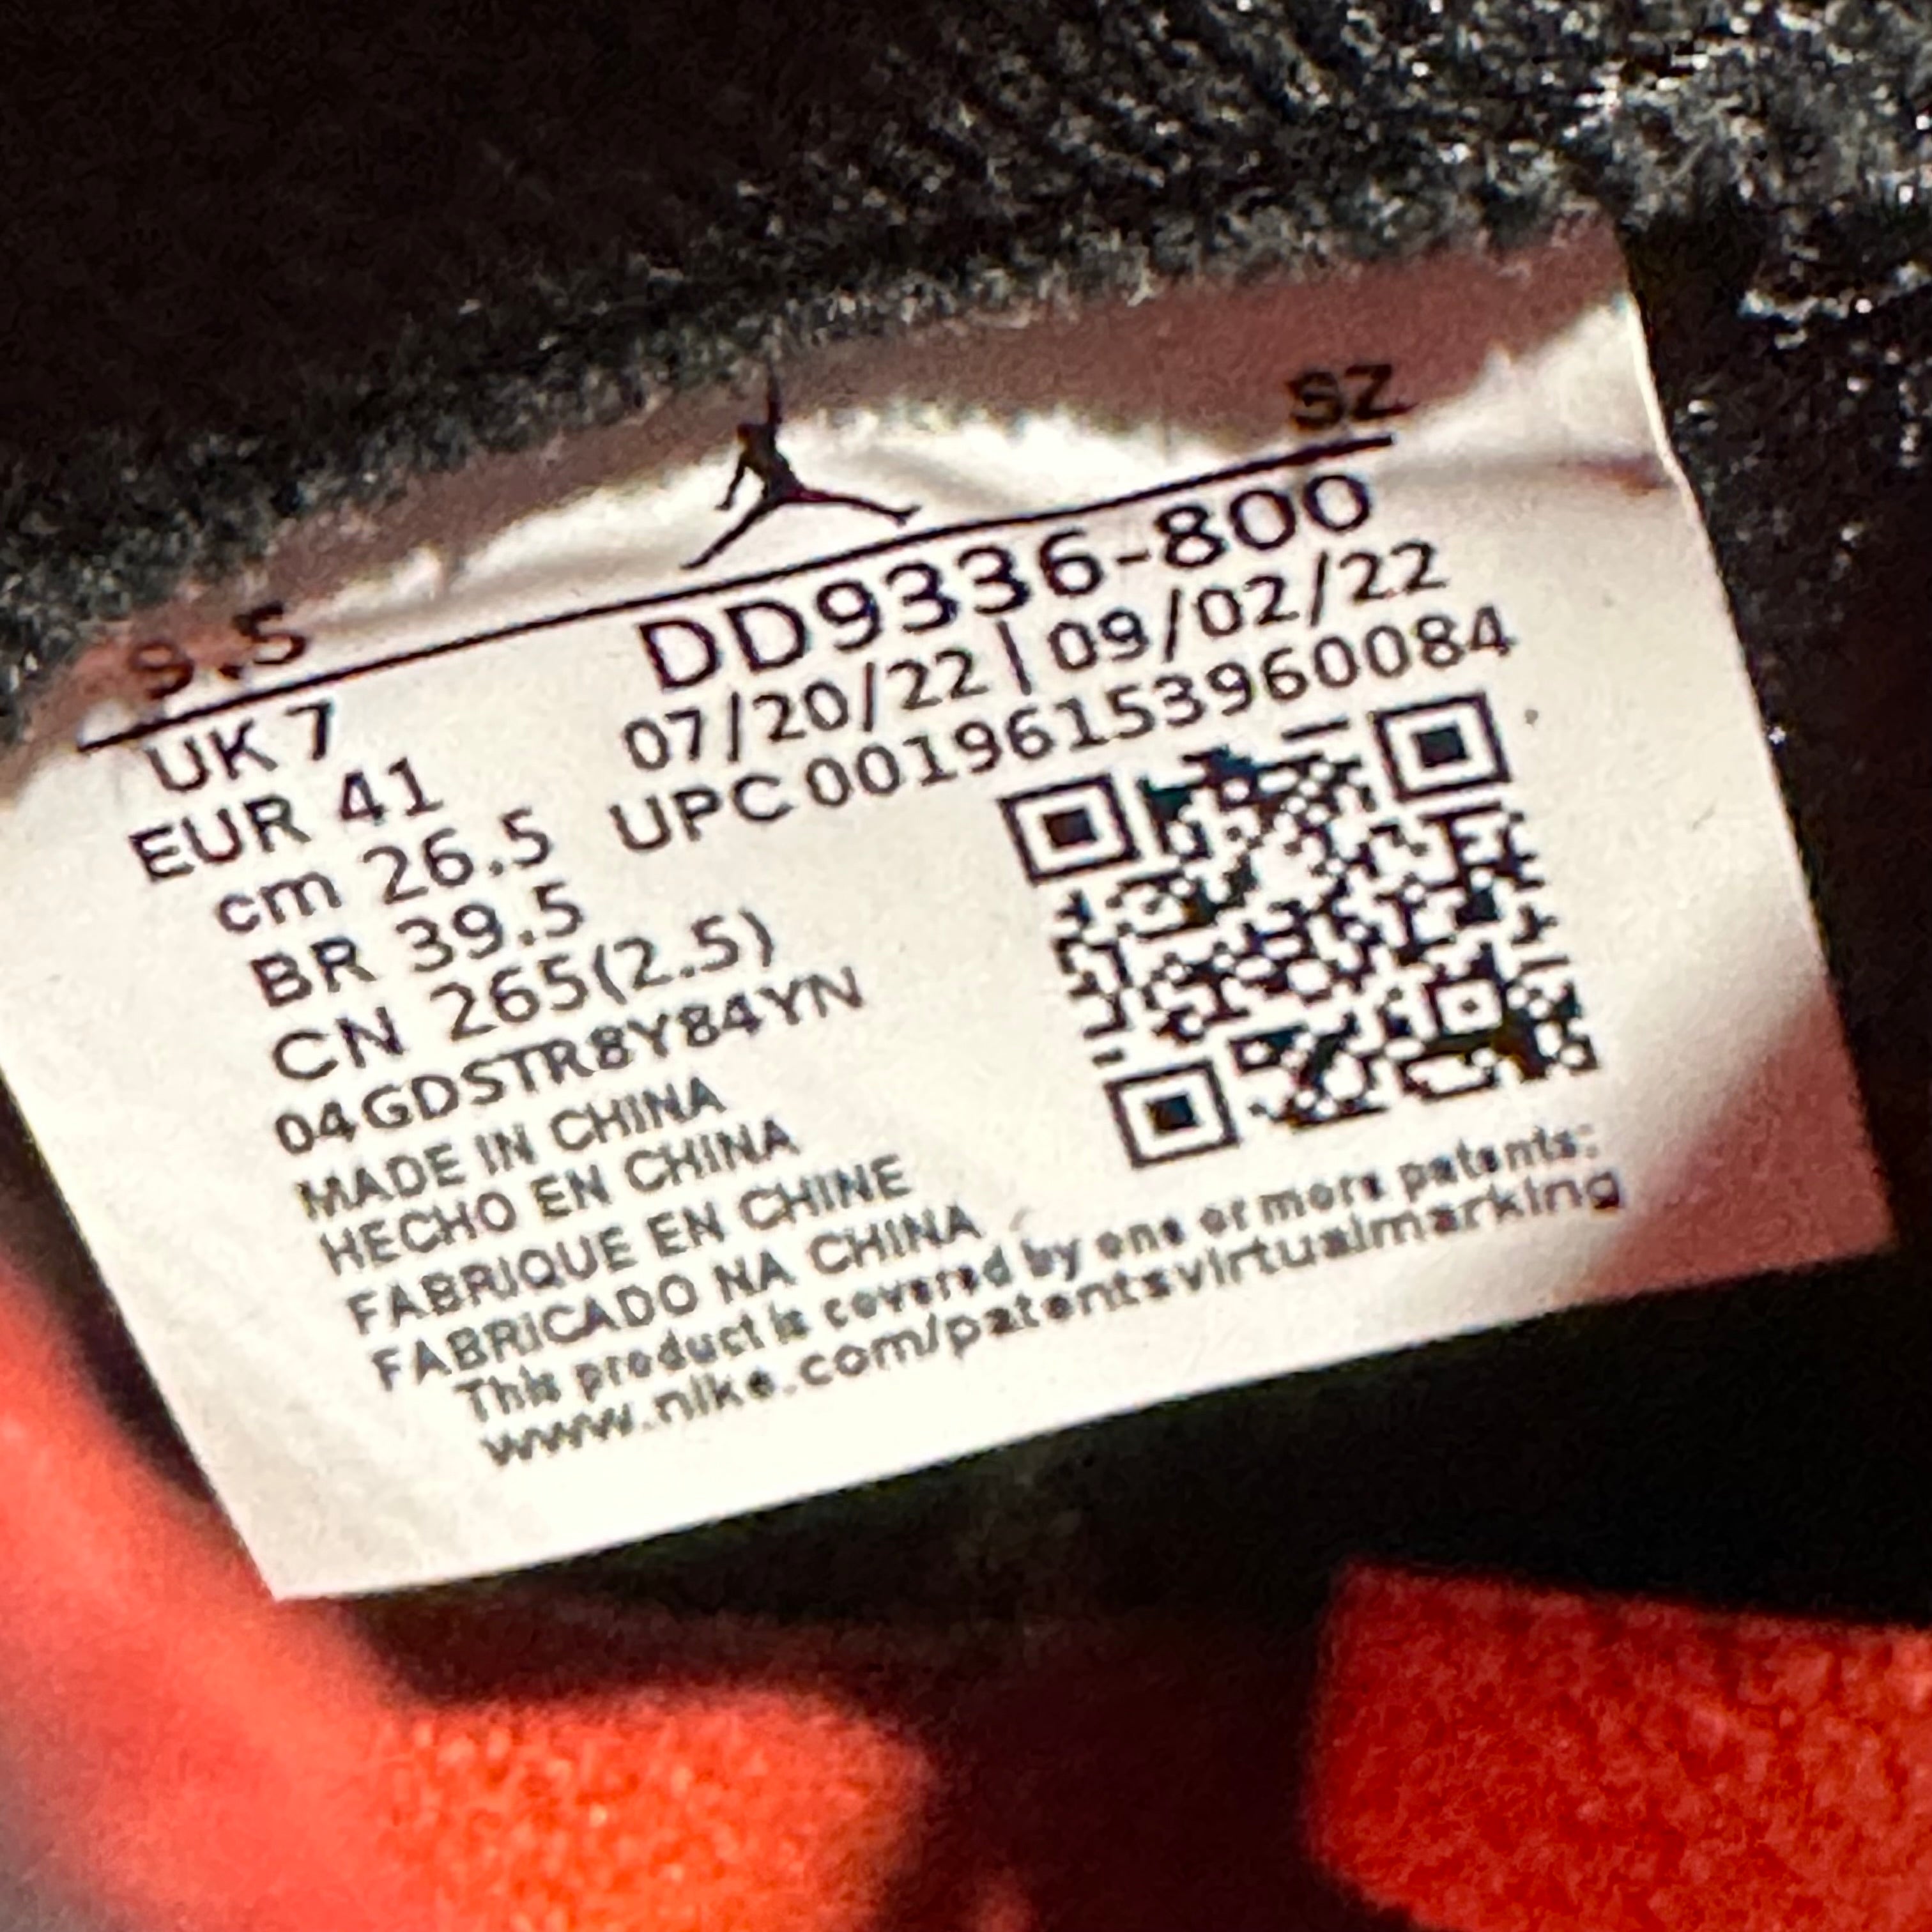 9.5 SZ
UK 7 DD9336-800
EUR 41 07/20/22 | 09/02/22
cm 26.5 UPC 00196153960084
BR 39.5
CN 265(2.5)
04GDSTR8Y84YN
MADE IN CHINA
HECHO EN CHINA
FABRIQUE EN CHINE
FABRICADO NA CHINA
This product is covered by one or more patents:
www.nike.com/patentsvirtualmarking